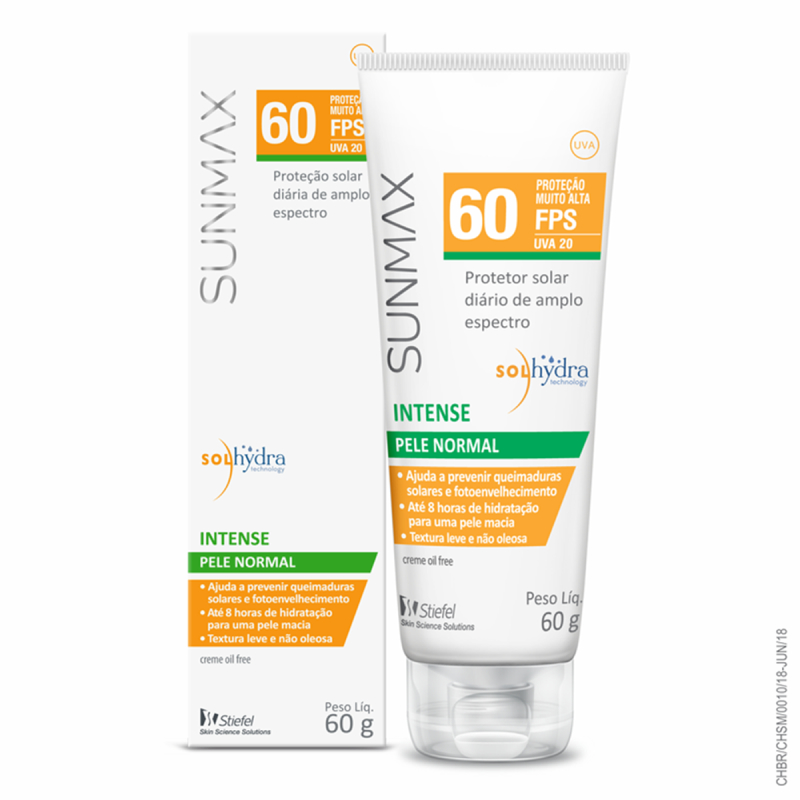 UVA
SUNMAX
60
PROTEÇÃ
MUITO AL
FPS
UVA 20
Proteção solar
diária de amplo
espectro
SOLhydra
technology
INTENSE
PELE NORMAL
• Ajuda a prevenir queimaduras
solares e fotoenvelhecimento
• Até 8 horas de hidratação
para uma pele macia
• Textura leve e não oleosa
creme oil free
Stiefel
Skin Science Solutions
Peso Líq.
60 g
UVA
SUNMAX
60
PROTEÇÃO
MUITO ALTA
FPS
UVA 20
Protetor solar
diário de amplo
espectro
SOLhydra
technology
INTENSE
PELE NORMAL
• Ajuda a prevenir queimaduras
solares e fotoenvelhecimento
• Até 8 horas de hidratação
para uma pele macia
• Textura leve e não oleosa
creme oil free
Stiefel
Skin Science Solutions
Peso Líq.
60 g
CHBR/CHSM/0010/18-JUN/18